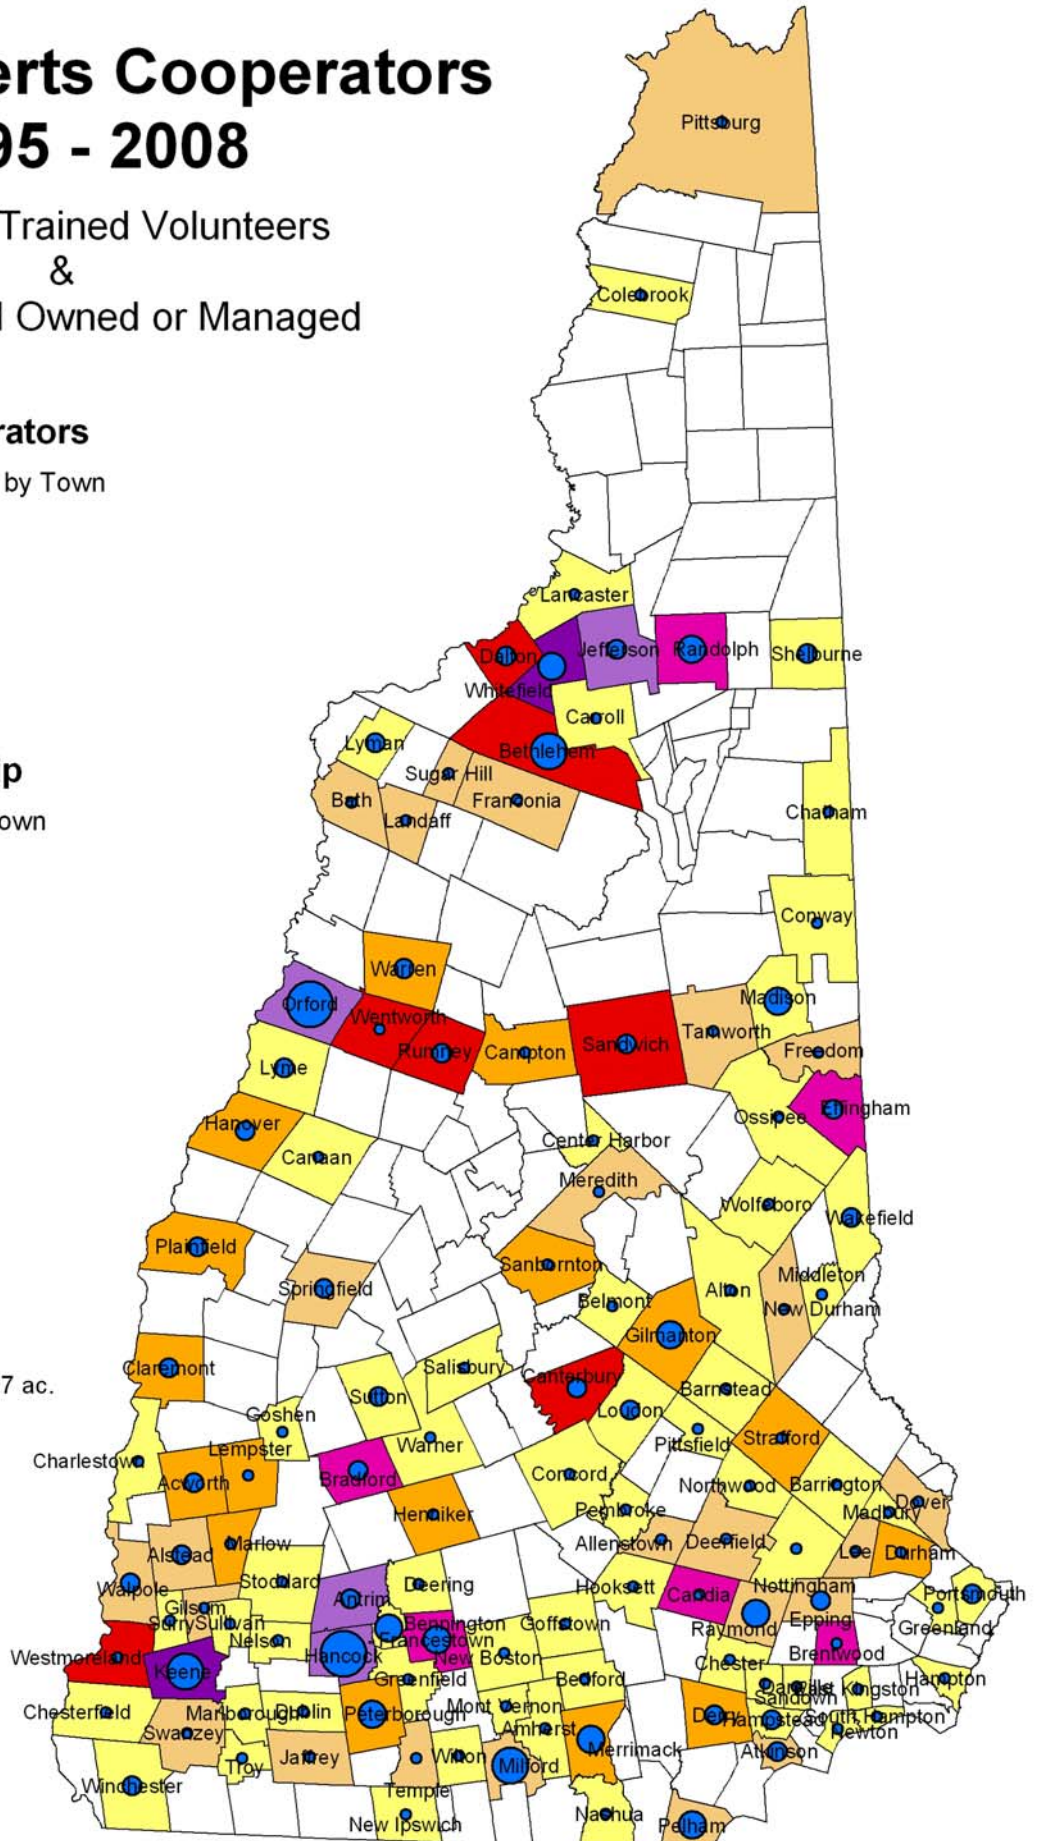 erts Cooperators
95 - 2008
Trained Volunteers
&
l Owned or Managed
rators
by Town
ip
own
7 ac.
Pittsburg
Colebrook
Lancaster
Dalton
Jefferson
Randolph
Shelburne
Whitefield
Carroll
Lyman
Bethlehem
Sugar Hill
Bath
Franconia
Landaff
Chatham
Conway
Warren
Orford
Madison
Wentworth
Tamworth
Rumney
Campton
Sandwich
Freedom
Lyme
Effingham
Ossipee
Hanover
Center Harbor
Canaan
Meredith
Wolfeboro
Wakefield
Plainfield
Sanbornton
Middleton
Springfield
Alton
Belmont
New Durham
Gilmanton
Claremont
Salisbury
Canterbury
Barnstead
Sutton
Loudon
Goshen
Strafford
Warner
Pittsfield
Lempster
Charlestown
Concord
Acworth
Bradford
Northwood
Barrington
Dover
Pembroke
Madbury
Henniker
Marlow
Allenstown
Deerfield
Lee
Durham
Alstead
Stoddard
Deering
Walpole
Hooksett
Nottingham
Candia
Portsmouth
Antrim
Gilsum
Surry
Sullivan
Bennington
Goffstown
Epping
Raymond
Greenland
Nelson
Francestown
Hancock
New Boston
Brentwood
Westmoreland
Chester
Keene
Greenfield
Bedford
Hampton
Danville
East Kingston
Sandown
Chesterfield
Marlborough
Dublin
Peterborough
Mont Vernon
Derry
Hampstead
South Hampton
Amherst
Newton
Swanzey
Merrimack
Atkinson
Jaffrey
Wilton
Troy
Milford
Winchester
Temple
Nashua
New Ipswich
Pelham